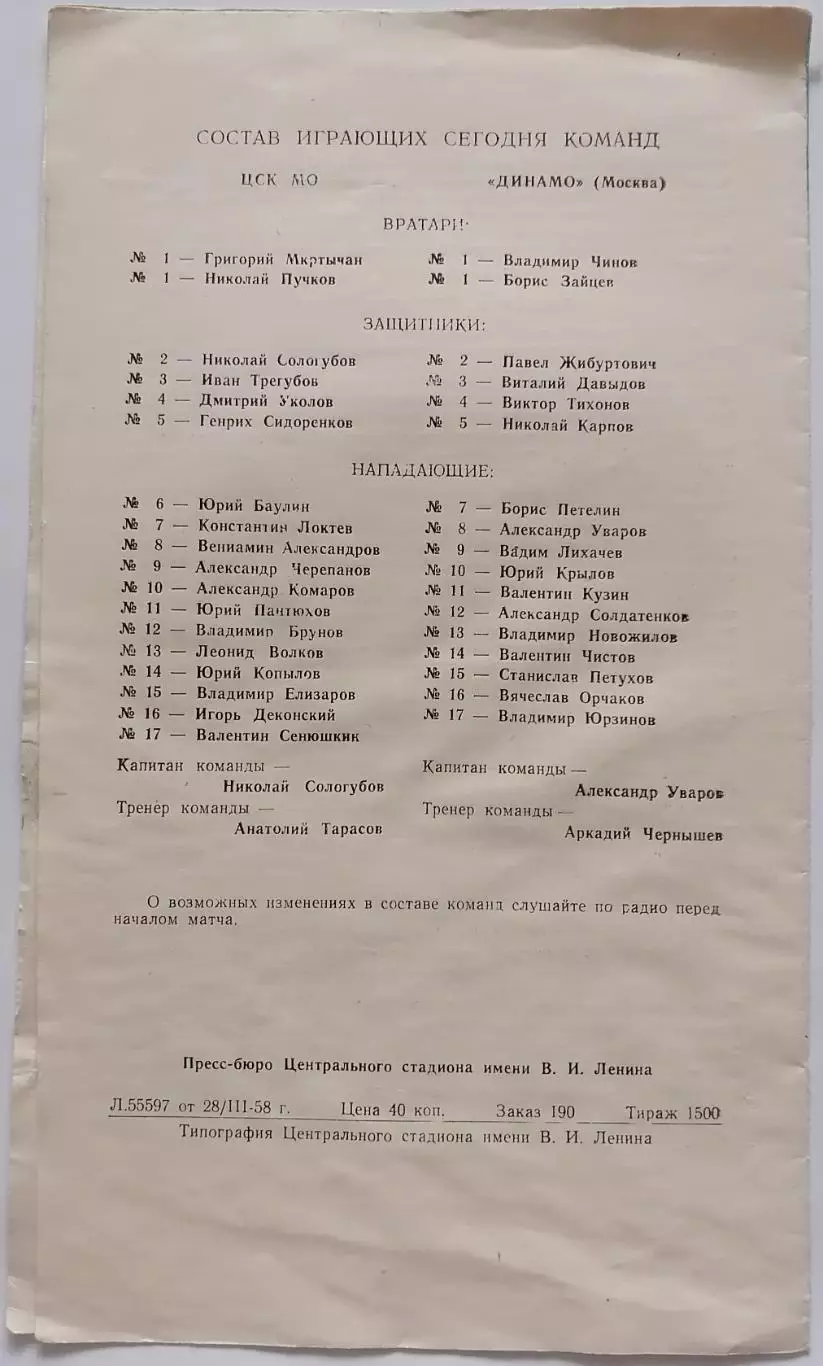 СОСТАВ ИГРАЮЩИХ СЕГОДНЯ КОМАНД
ЦСК МО «ДИНАМО» (Москва)
ВРАТАРИ:
№ 1 — Григорий Мкртычан № 1 — Владимир Чинов
№ 1 — Николай Пучков № 1 — Борис Зайцев
ЗАЩИТНИКИ:
№ 2 — Николай Сологубов № 2 — Павел Жибуртович
№ 3 — Иван Трегубов № 3 — Виталий Давыдов
№ 4 — Дмитрий Уколов № 4 — Виктор Тихонов
№ 5 — Генрих Сидоренков № 5 — Николай Карпов
НАПАДАЮЩИЕ:
№ 6 — Юрий Баулин № 7 — Борис Петелин
№ 7 — Константин Локтев № 8 — Александр Уваров
№ 8 — Вениамин Александров № 9 — Вадим Лихачев
№ 9 — Александр Черепанов № 10 — Юрий Крылов
№ 10 — Александр Комаров № 11 — Валентин Кузин
№ 11 — Юрий Пантюхов № 12 — Александр Солдатенков
№ 12 — Владимир Брунов № 13 — Владимир Новожилов
№ 13 — Леонид Волков № 14 — Валентин Чистов
№ 14 — Юрий Копылов № 15 — Станислав Петухов
№ 15 — Владимир Елизаров № 16 — Вячеслав Орчаков
№ 16 — Игорь Деконский № 17 — Владимир Юрзинов
№ 17 — Валентин Сенюшкик
Капитан команды — Капитан команды —
Николай Сологубов Александр Уваров
Тренер команды — Тренер команды —
Анатолий Тарасов Аркадий Чернышев
О возможных изменениях в составе команд слушайте по радио перед
началом матча.
Пресс-бюро Центрального стадиона имени В. И. Ленина
Л.55597 от 28/III-58 г. Цена 40 коп. Заказ 190 Тираж 1500
Типография Центрального стадиона имени В. И. Ленина